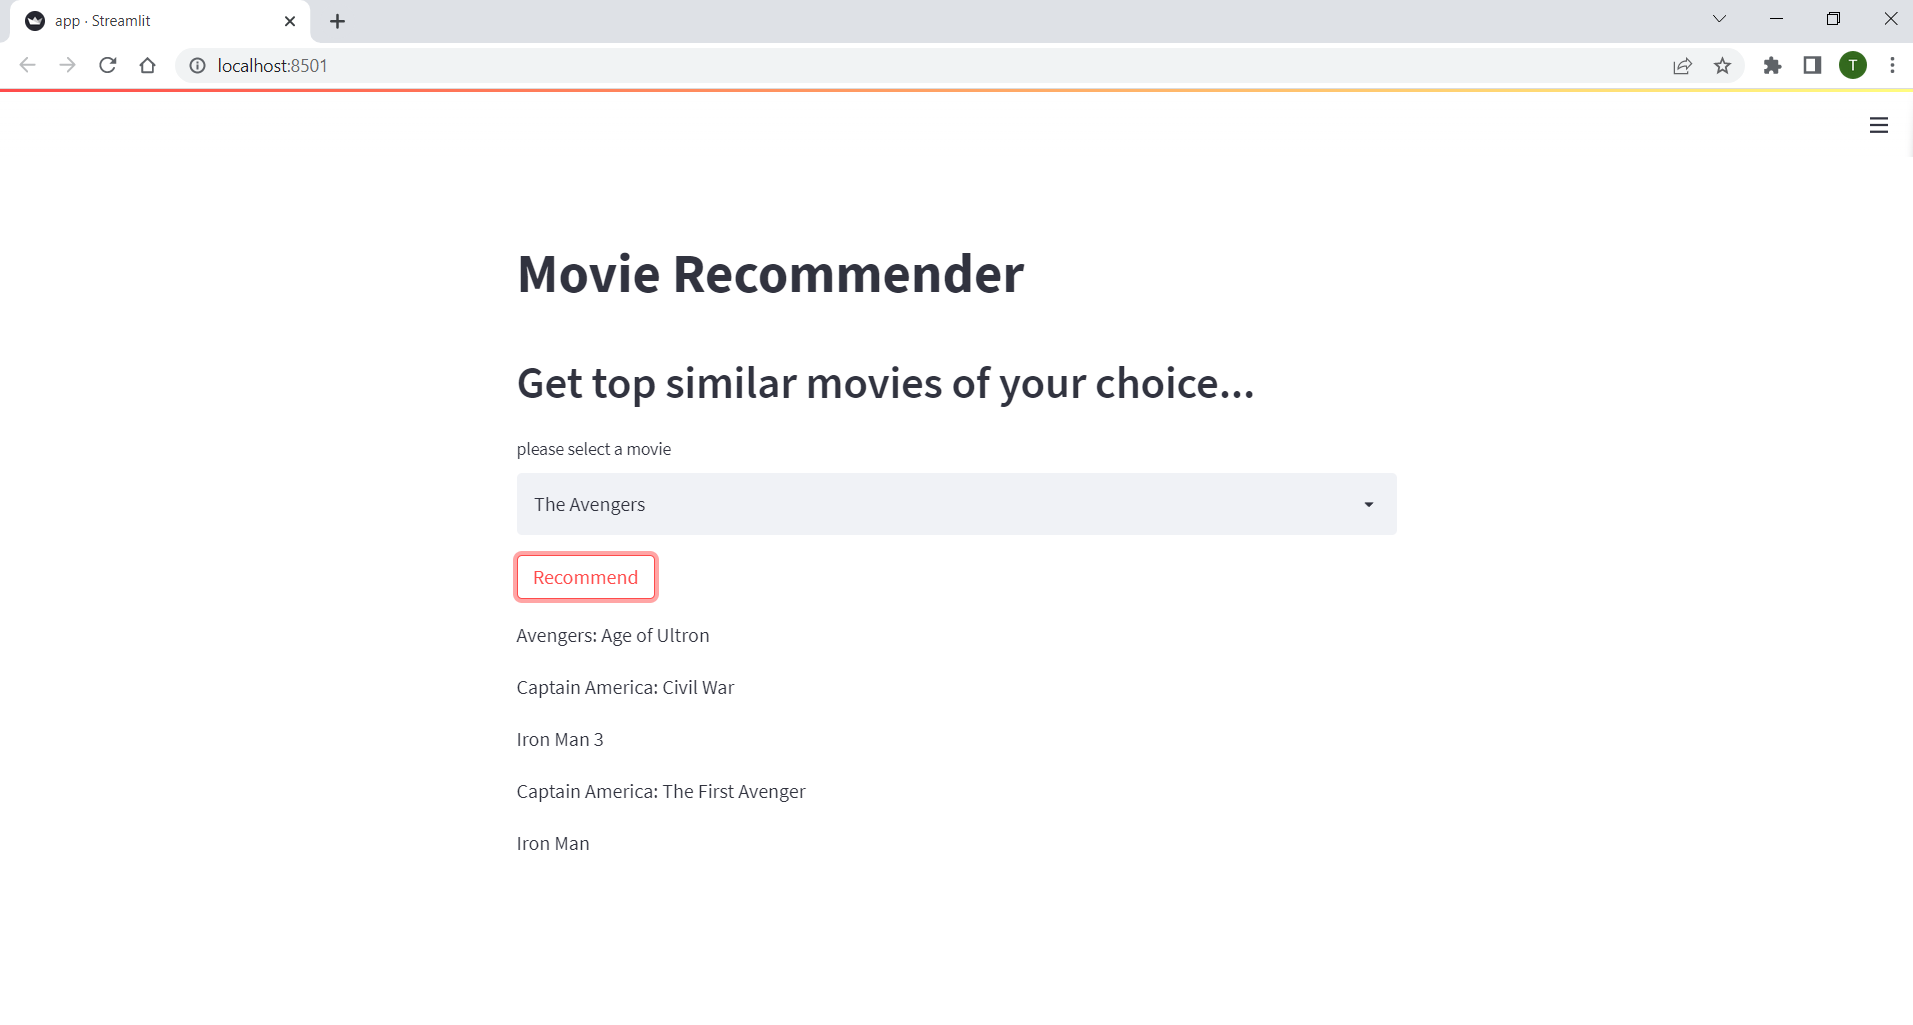 app · Streamlit
localhost:8501
T
Movie Recommender
Get top similar movies of your choice...
please select a movie
The Avengers
Recommend
Avengers: Age of Ultron
Captain America: Civil War
Iron Man 3
Captain America: The First Avenger
Iron Man